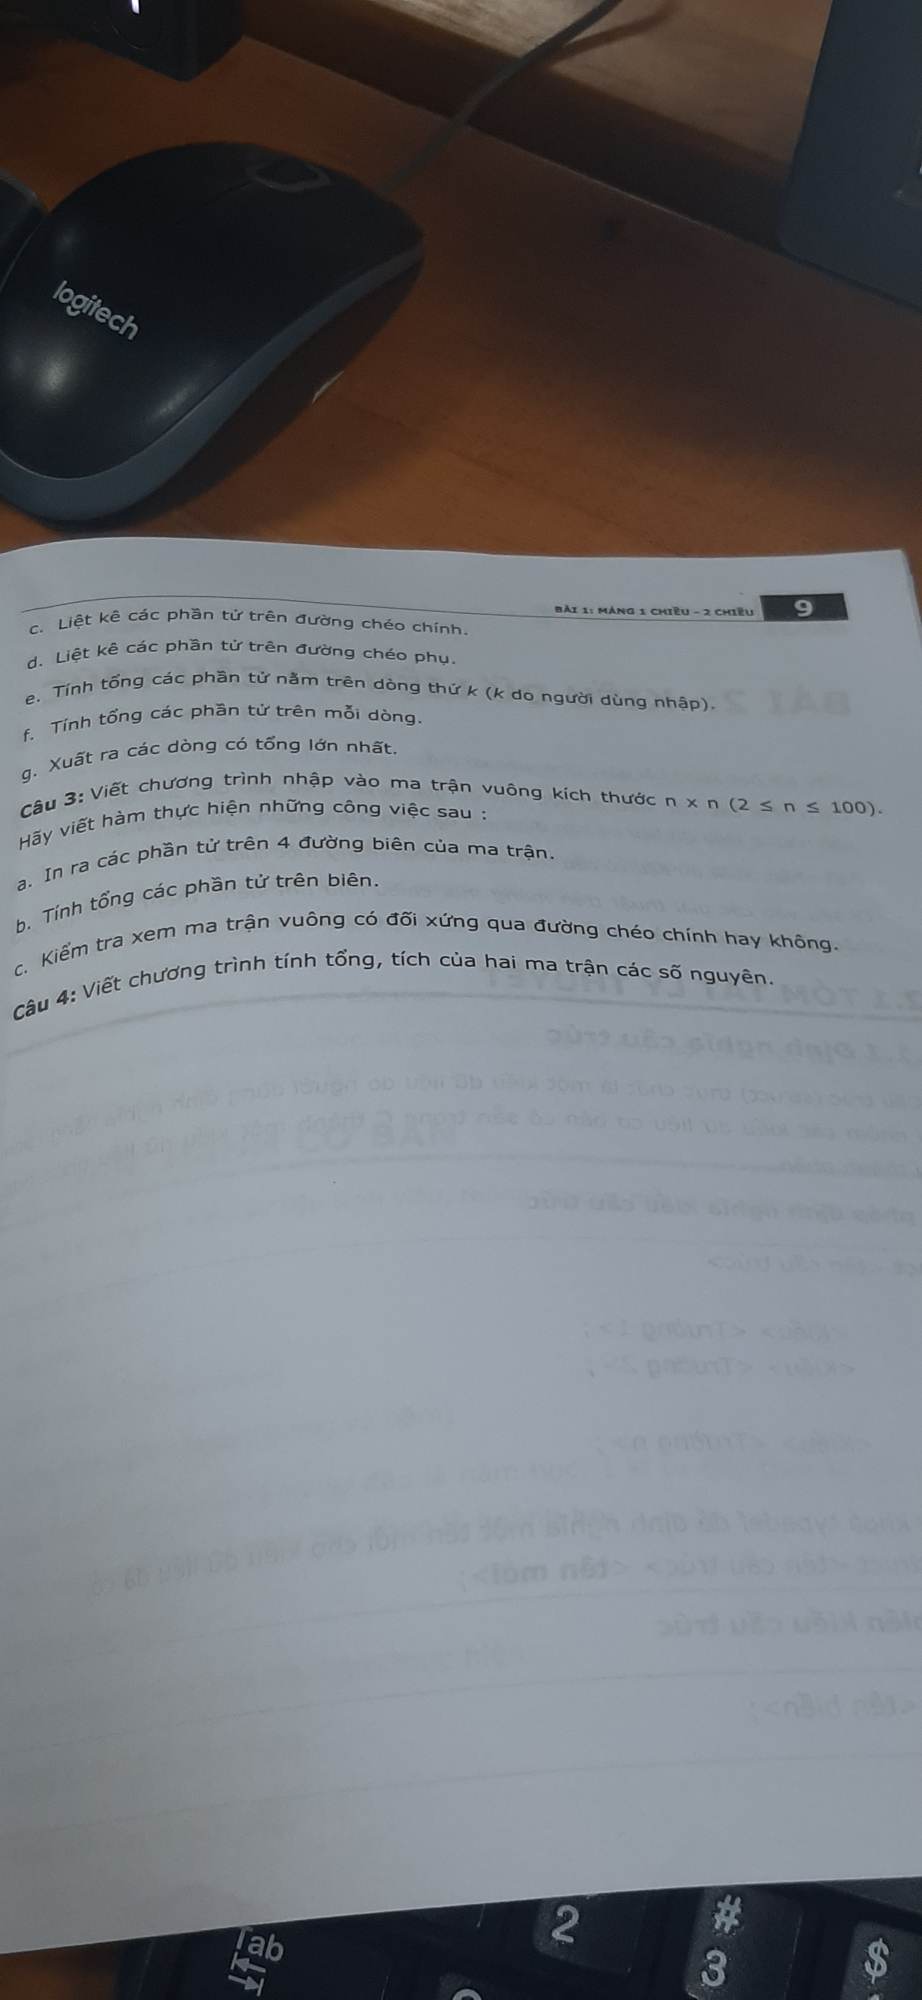 logitech
BÀI 1: MẢNG 1 CHIỀU - 2 CHIỀU 9
c. Liệt kê các phần tử trên đường chéo chính.
d. Liệt kê các phần tử trên đường chéo phụ.
e. Tính tổng các phần tử nằm trên dòng thứ k (k do người dùng nhập).
f. Tính tổng các phần tử trên mỗi dòng.
g. Xuất ra các dòng có tổng lớn nhất.
Câu 3: Viết chương trình nhập vào ma trận vuông kích thước n x n (2 ≤ n ≤ 100).
Hãy viết hàm thực hiện những công việc sau :
a. In ra các phần tử trên 4 đường biên của ma trận.
b. Tính tổng các phần tử trên biên.
c. Kiểm tra xem ma trận vuông có đối xứng qua đường chéo chính hay không.
Câu 4: Viết chương trình tính tổng, tích của hai ma trận các số nguyên.
Tab
2
#
3
$